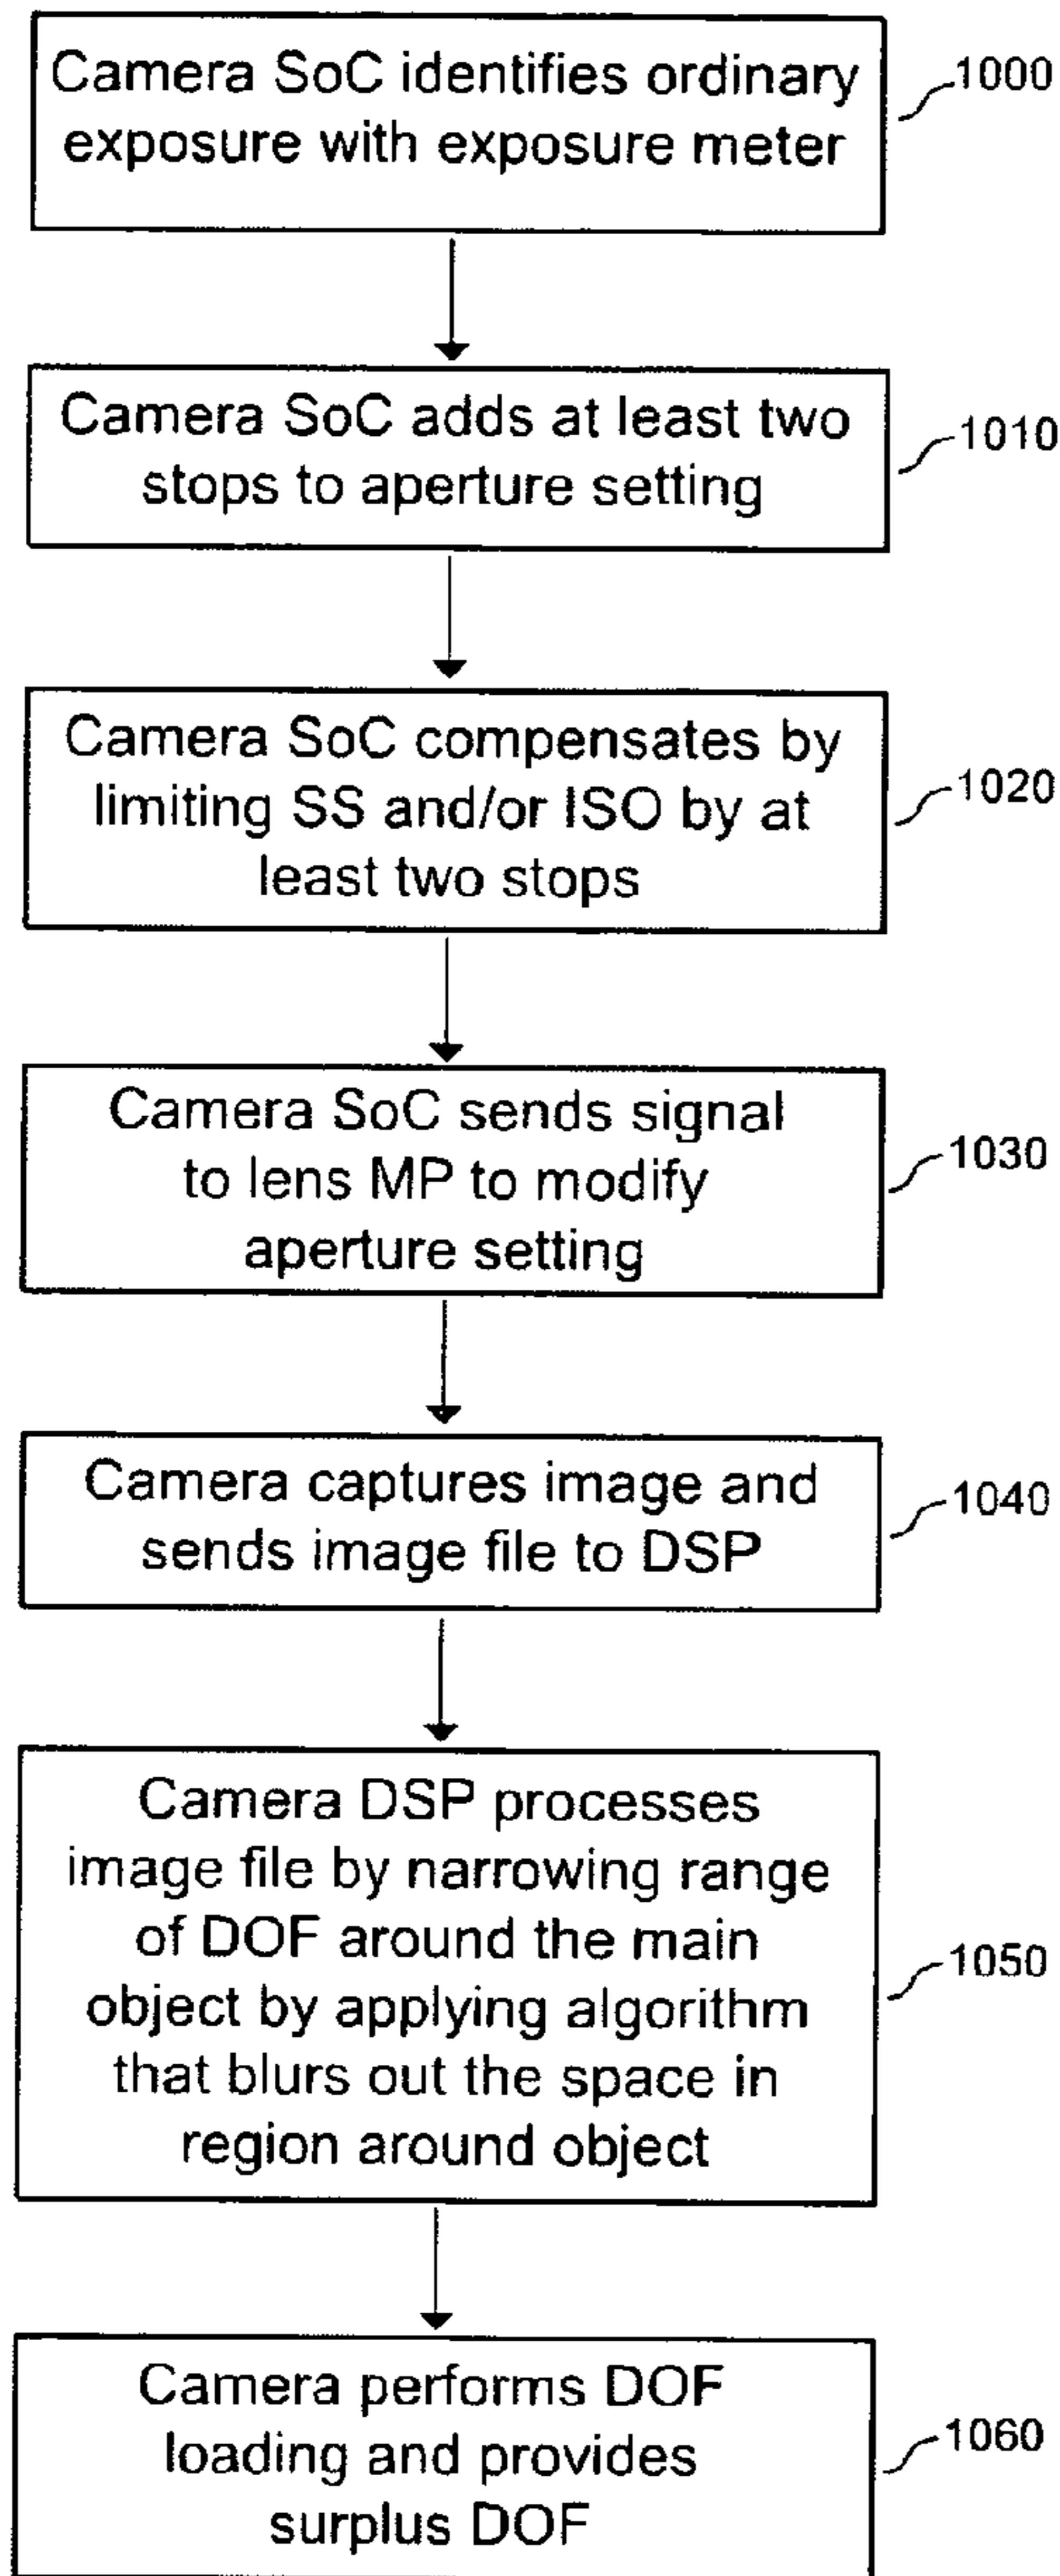 Camera SoC identifies ordinary
exposure with exposure meter
1000
Camera SoC adds at least two
stops to aperture setting
1010
Camera SoC compensates by
limiting SS and/or ISO by at
least two stops
1020
Camera SoC sends signal
to lens MP to modify
aperture setting
1030
Camera captures image and
sends image file to DSP
1040
Camera DSP processes
image file by narrowing range
of DOF around the main
object by applying algorithm
that blurs out the space in
region around object
1050
Camera performs DOF
loading and provides
surplus DOF
1060